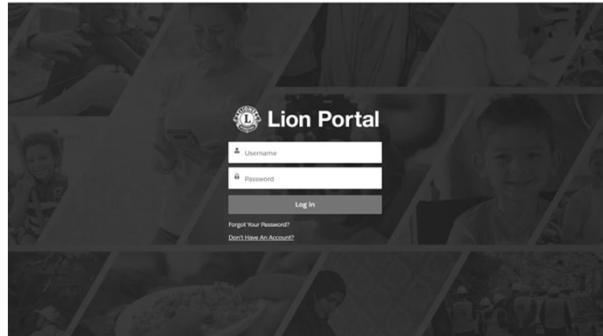 Lion Portal
Username
Password
Log In
Forgot Your Password?
Don't Have An Account?